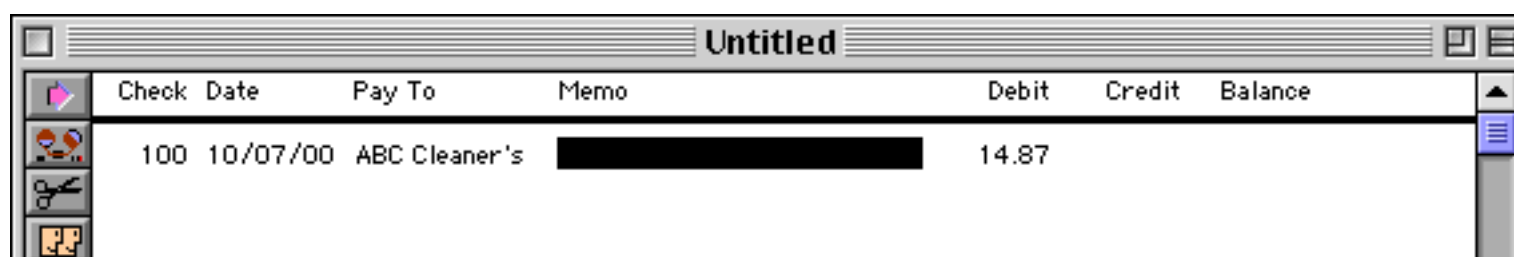 Untitled
Check Date Pay To Memo Debit Credit Balance
100 10/07/00 ABC Cleaner's 14.87